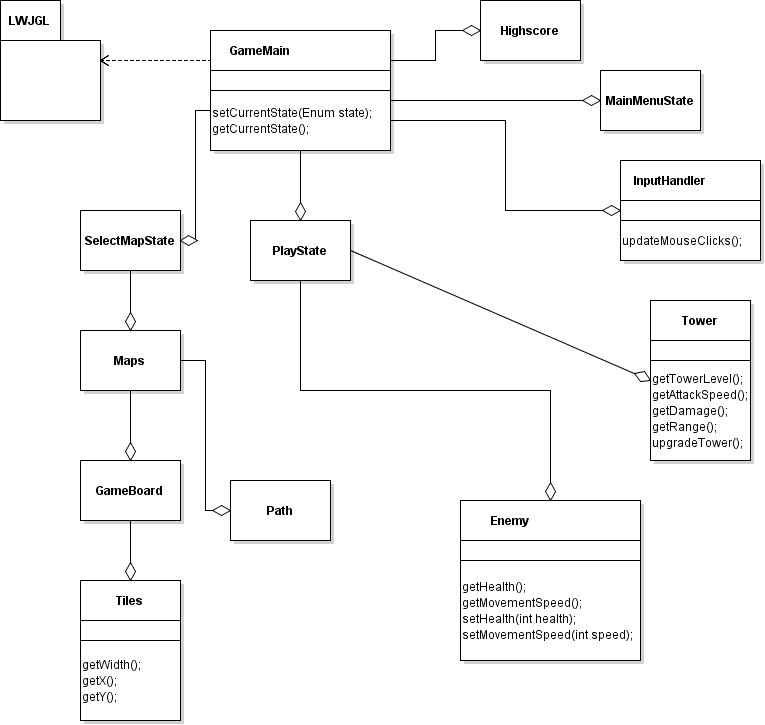 LWJGL
GameMain
setCurrentState(Enum state);
getCurrentState();
Highscore
MainMenuState
InputHandler
updateMouseClicks();
SelectMapState
PlayState
Tower
getTowerLevel();
getAttackSpeed();
getDamage();
getRange();
upgradeTower();
Maps
GameBoard
Path
Enemy
getHealth();
getMovementSpeed();
setHealth(int health);
setMovementSpeed(int speed);
Tiles
getWidth();
getX();
getY();